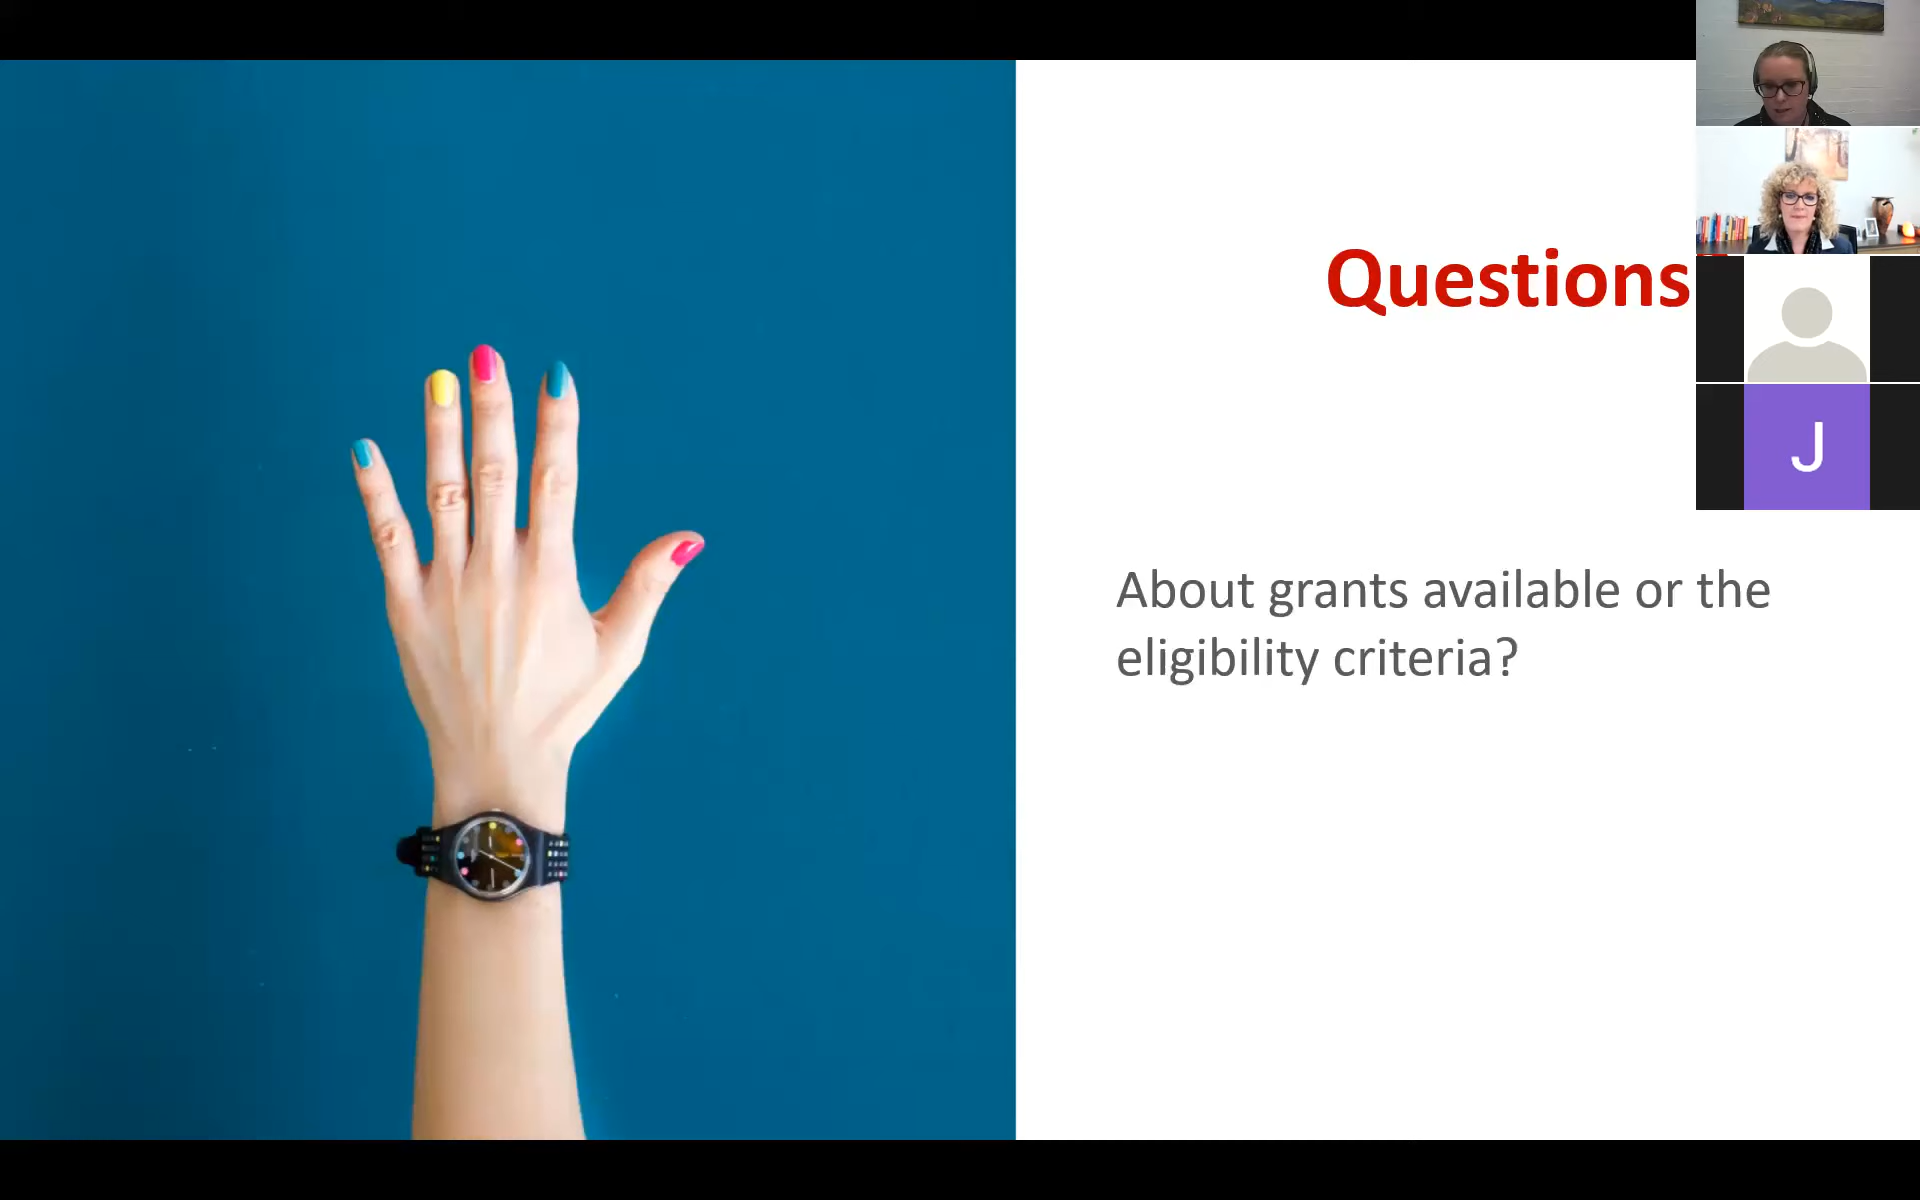 Questions
J
About grants available or the
eligibility criteria?